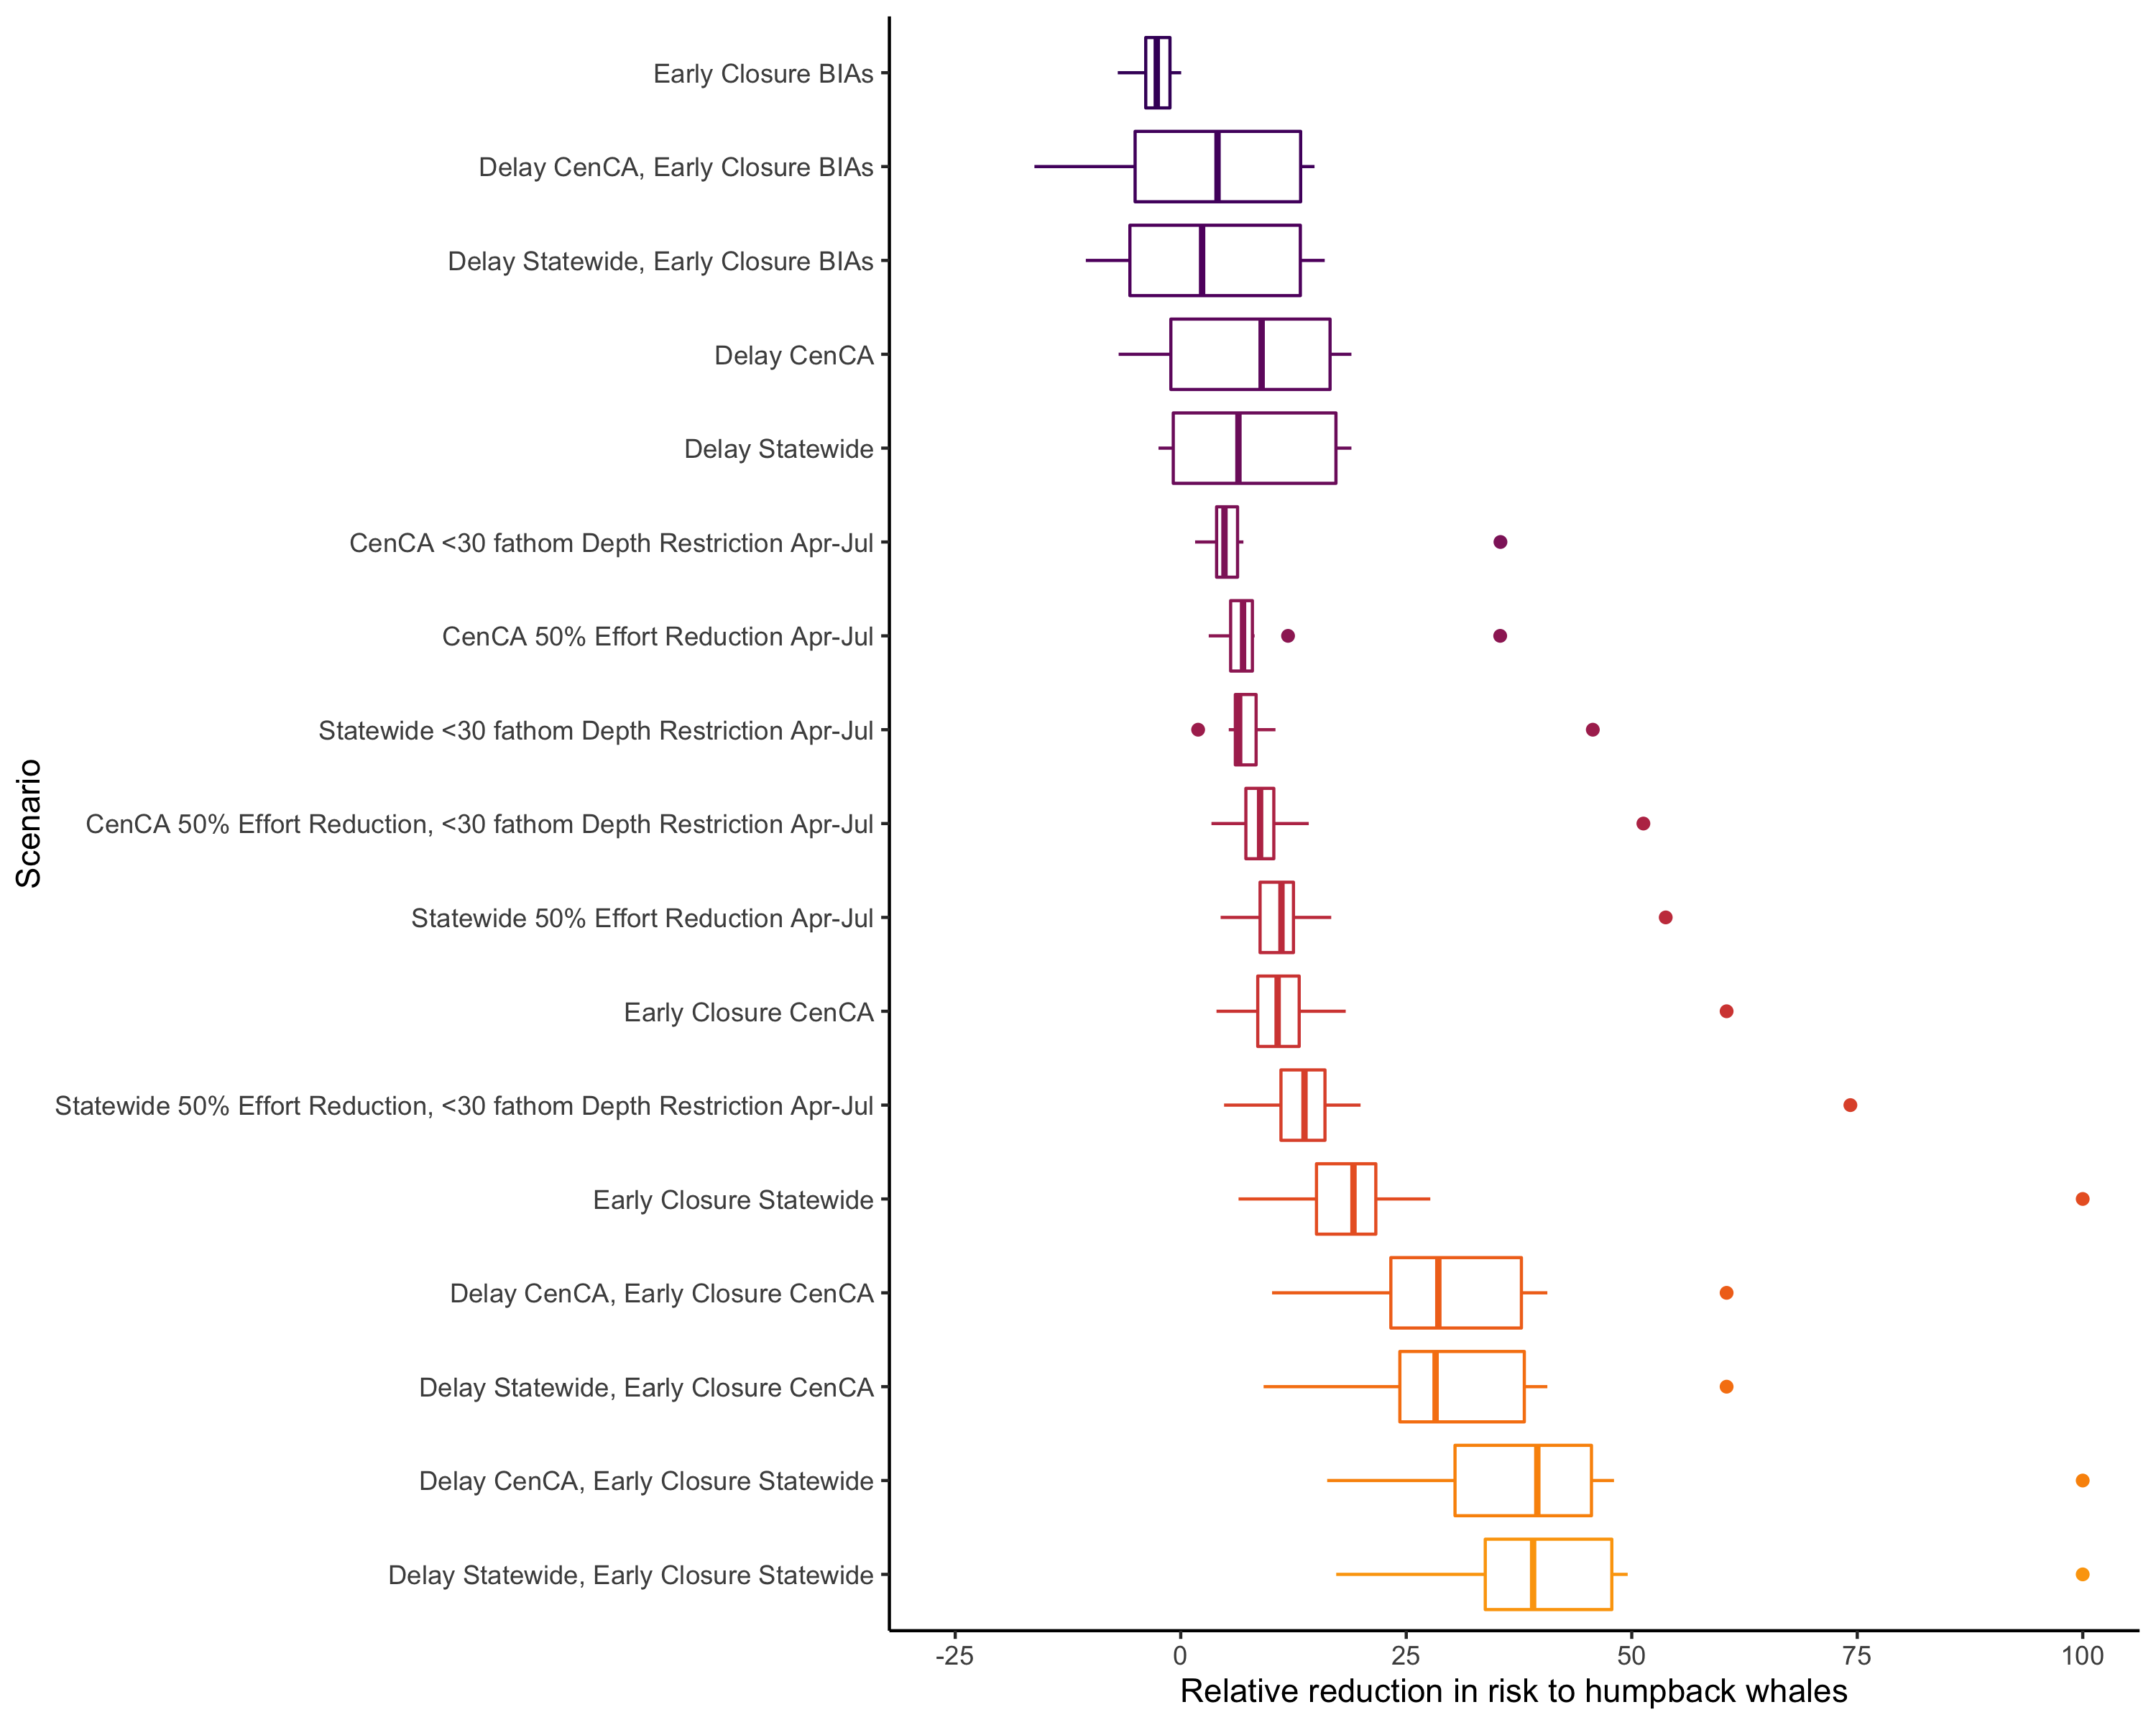 Scenario
Early Closure BIAs
Delay CenCA, Early Closure BIAs
Delay Statewide, Early Closure BIAs
Delay CenCA
Delay Statewide
CenCA <30 fathom Depth Restriction Apr-Jul
CenCA 50% Effort Reduction Apr-Jul
Statewide <30 fathom Depth Restriction Apr-Jul
CenCA 50% Effort Reduction, <30 fathom Depth Restriction Apr-Jul
Statewide 50% Effort Reduction Apr-Jul
Early Closure CenCA
Statewide 50% Effort Reduction, <30 fathom Depth Restriction Apr-Jul
Early Closure Statewide
Delay CenCA, Early Closure CenCA
Delay Statewide, Early Closure CenCA
Delay CenCA, Early Closure Statewide
Delay Statewide, Early Closure Statewide
-25 0 25 50 75 100
Relative reduction in risk to humpback whales